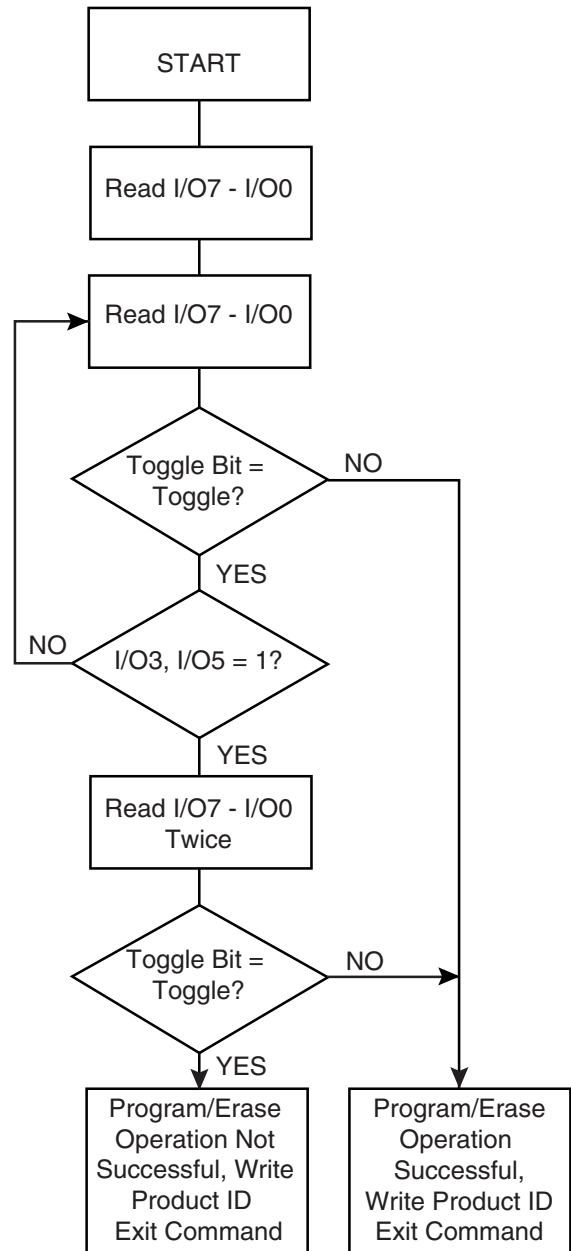 START
Read I/O7 - I/O0
Read I/O7 - I/O0
Toggle Bit =
Toggle?
NO
YES
NO
I/O3, I/O5 = 1?
YES
Read I/O7 - I/O0
Twice
Toggle Bit =
Toggle?
NO
YES
Program/Erase
Operation Not
Successful, Write
Product ID
Exit Command
Program/Erase
Operation
Successful,
Write Product ID
Exit Command